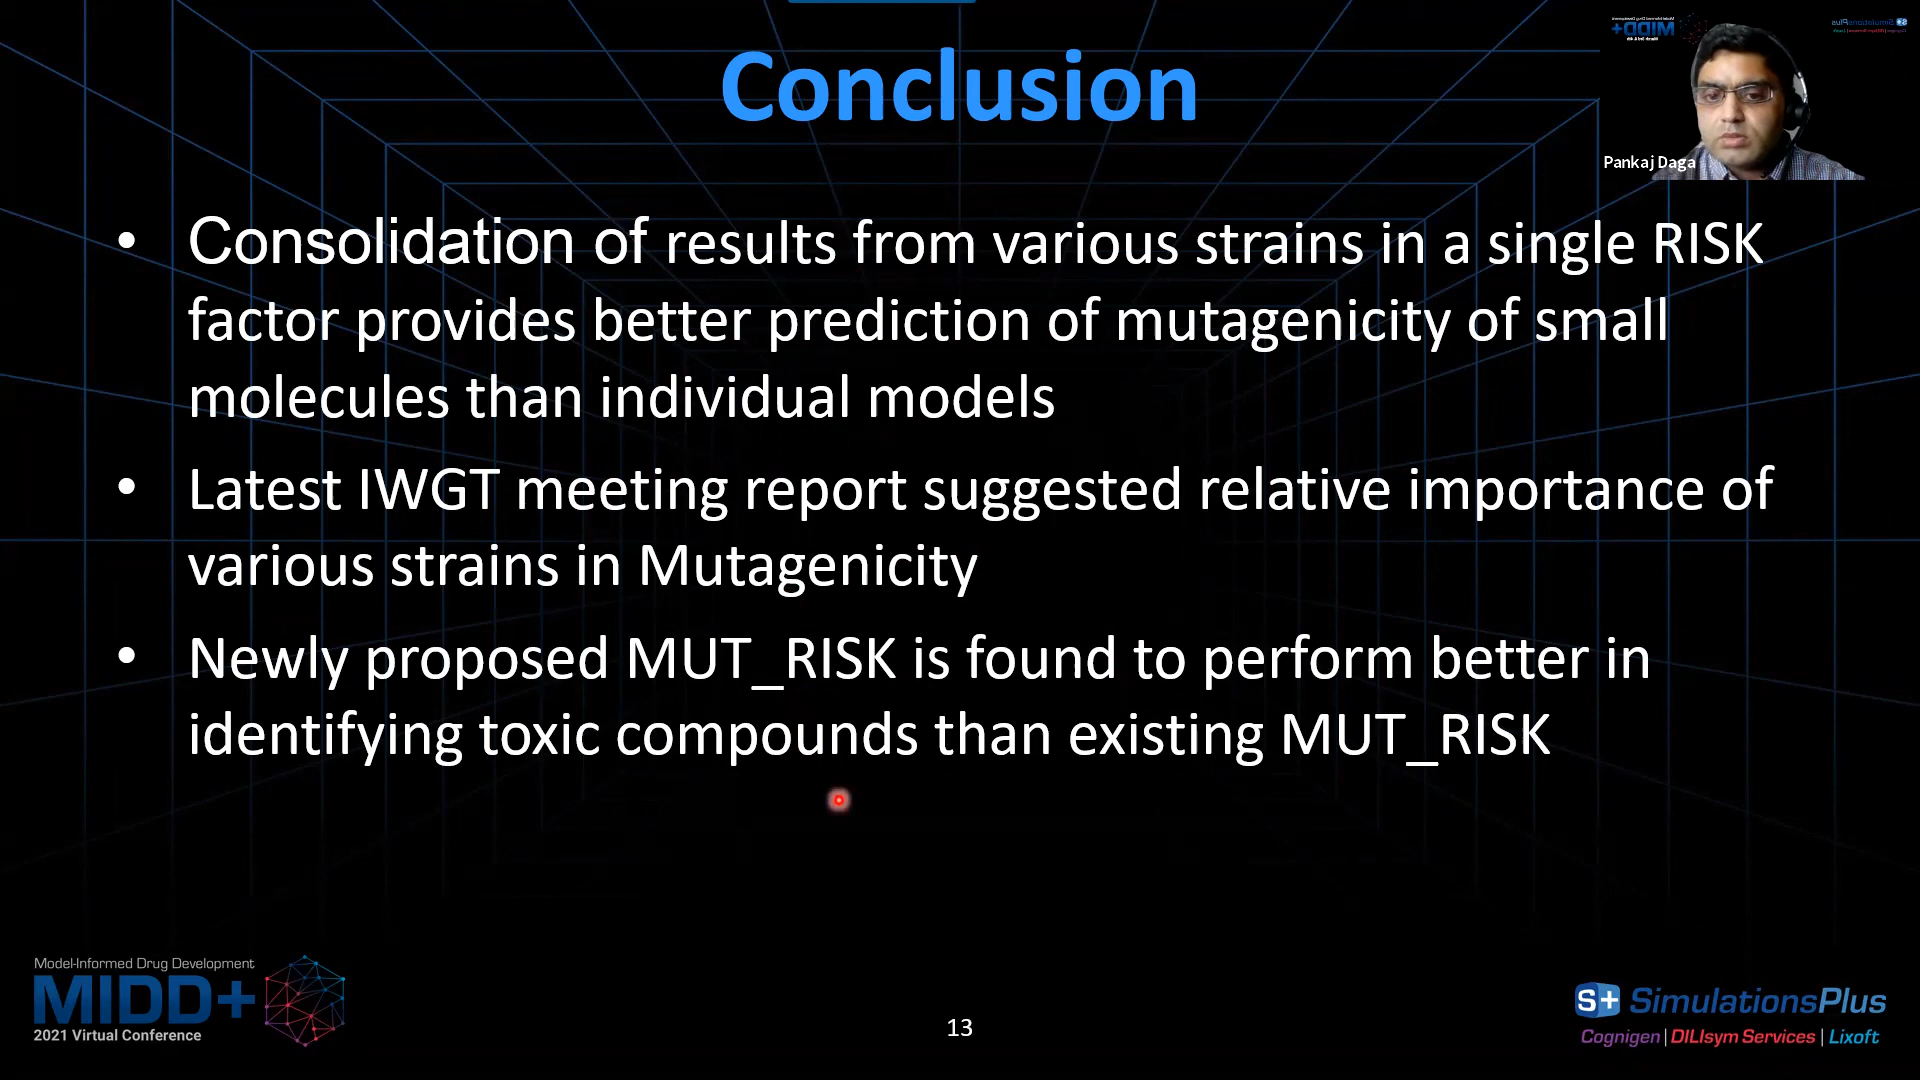 Conclusion
Pankaj Daga
• Consolidation of results from various strains in a single RISK
factor provides better prediction of mutagenicity of small
molecules than individual models
• Latest IWGT meeting report suggested relative importance of
various strains in Mutagenicity
• Newly proposed MUT_RISK is found to perform better in
identifying toxic compounds than existing MUT_RISK
Model-Informed Drug Development
MIDD+
2021 Virtual Conference
13
S+ SimulationsPlus
Cognigen | DILIsym Services | Lixoft